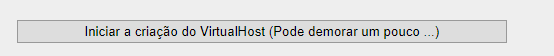 Iniciar a criação do VirtualHost (Pode demorar um pouco ...)